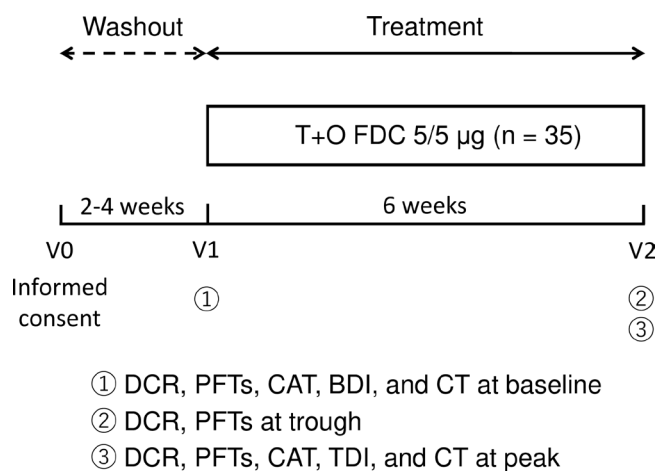 Washout
Treatment
T+O FDC 5/5 µg (n = 35)
2-4 weeks
6 weeks
V0
V1
V2
Informed
consent
①
②
③
① DCR, PFTs, CAT, BDI, and CT at baseline
② DCR, PFTs at trough
③ DCR, PFTs, CAT, TDI, and CT at peak